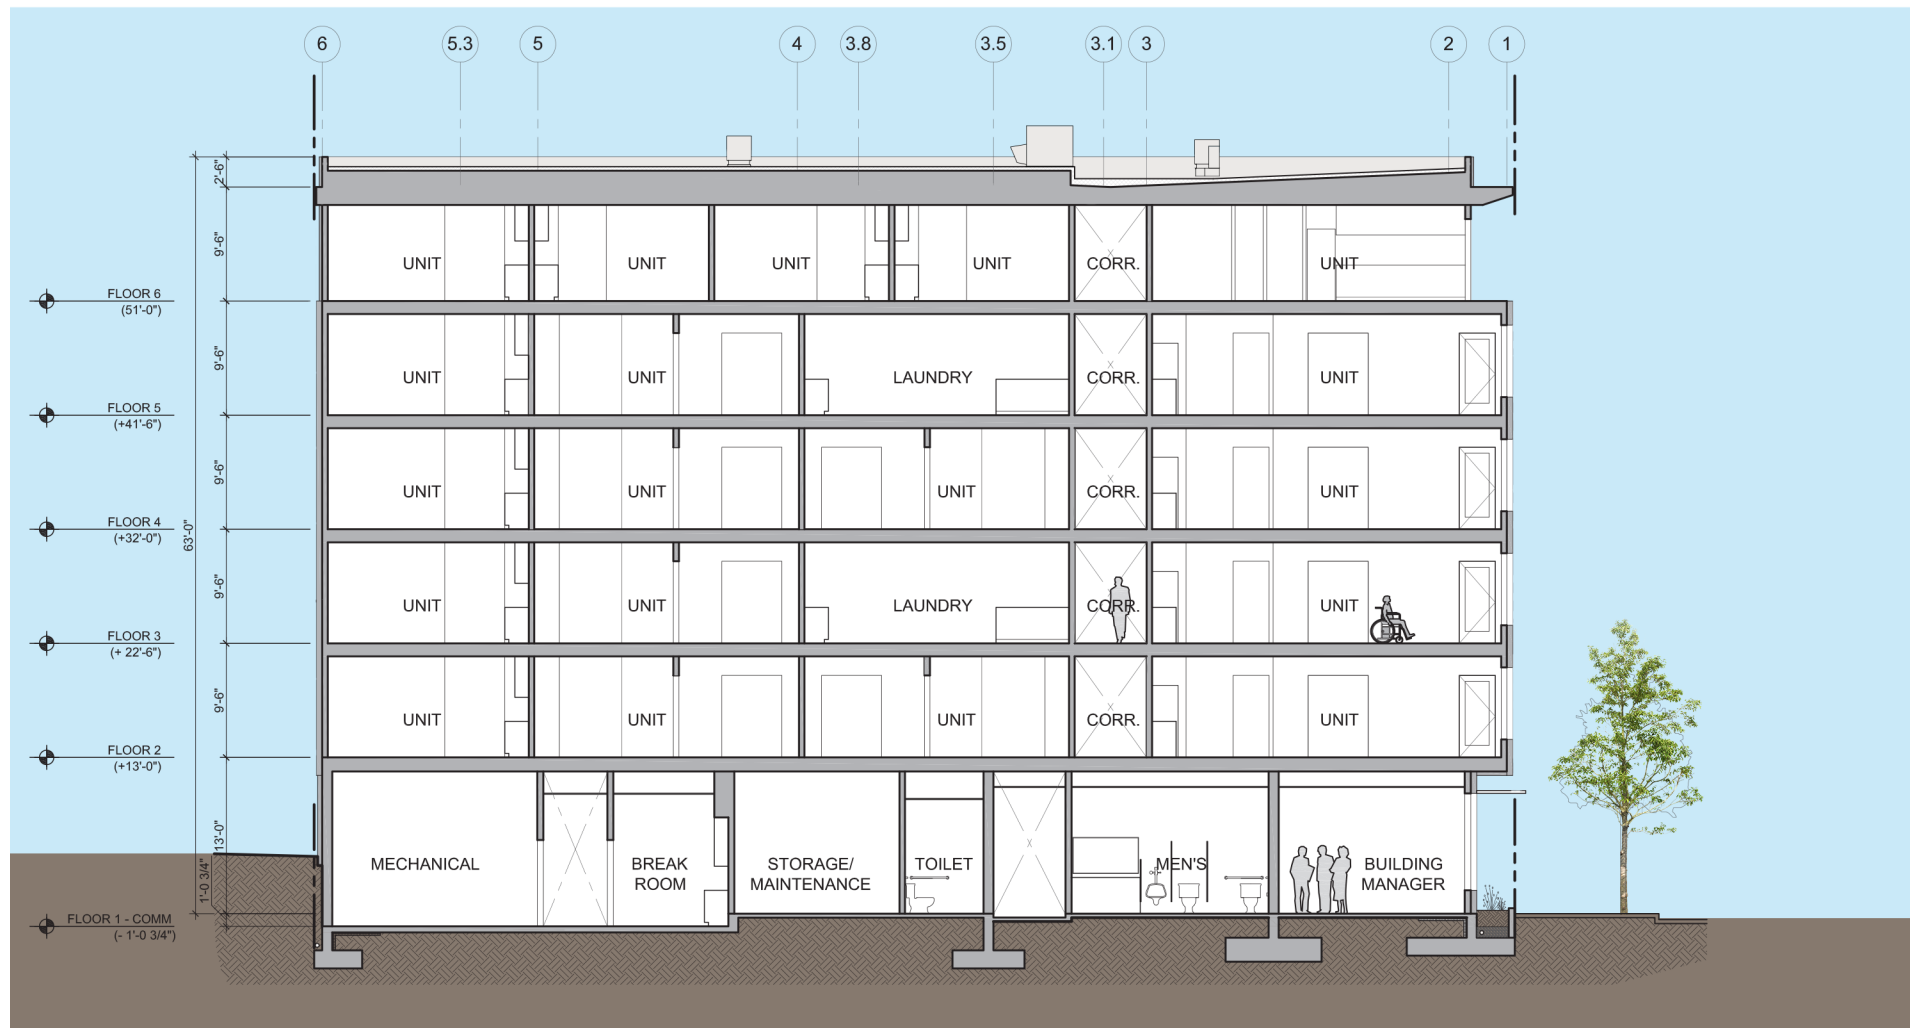 6 5.3 5 4 3.8 3.5 3.1 3 2 1
2'-6"
9'-6"
UNIT UNIT UNIT UNIT CORR. UNIT
FLOOR 6
(51'-0")
9'-6"
UNIT UNIT LAUNDRY CORR. UNIT
FLOOR 5
(+41'-6")
9'-6"
UNIT UNIT UNIT CORR. UNIT
FLOOR 4
(+32'-0")
63'-0"
9'-6"
UNIT UNIT LAUNDRY CORR. UNIT
FLOOR 3
(+ 22'-6")
9'-6"
UNIT UNIT UNIT CORR. UNIT
FLOOR 2
(+13'-0")
13'-0"
MECHANICAL
BREAK
ROOM
STORAGE/
MAINTENANCE
TOILET
MEN'S
BUILDING
MANAGER
1'-0 3/4"
FLOOR 1 - COMM
(- 1'-0 3/4")